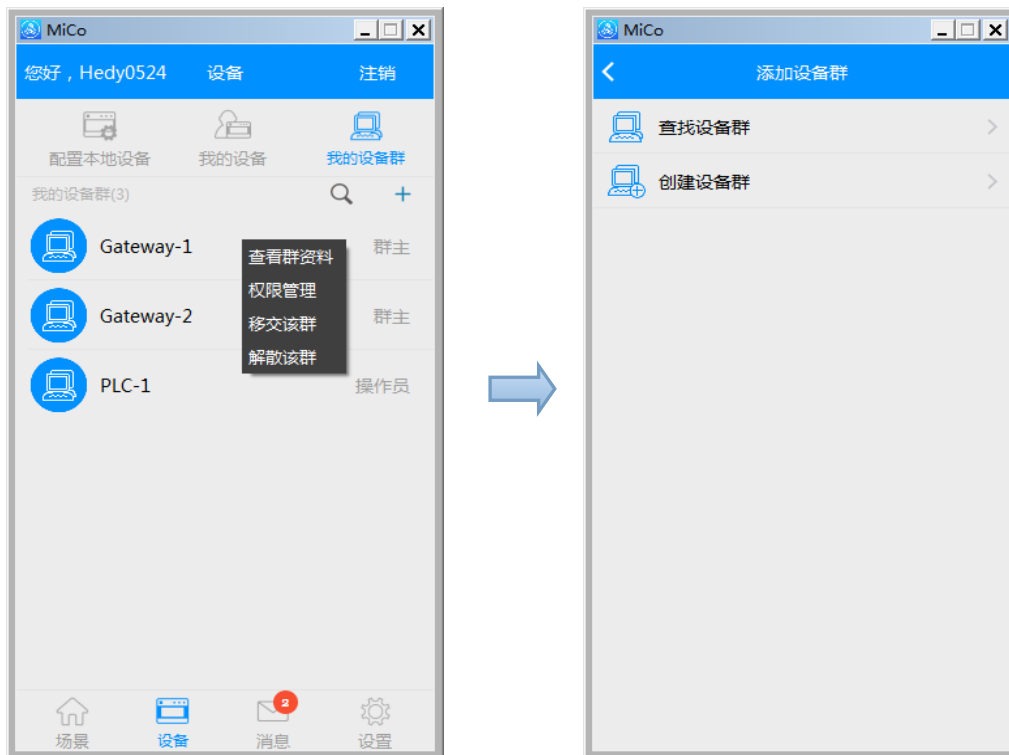 MiCo
您好，Hedy0524 设备 注销
配置本地设备 我的设备 我的设备群
我的设备群(3)
Gateway-1 群主
Gateway-2 群主
PLC-1 操作员
查看群资料
权限管理
移交该群
解散该群
场景 设备 消息 设置
2
MiCo
添加设备群
查找设备群
创建设备群